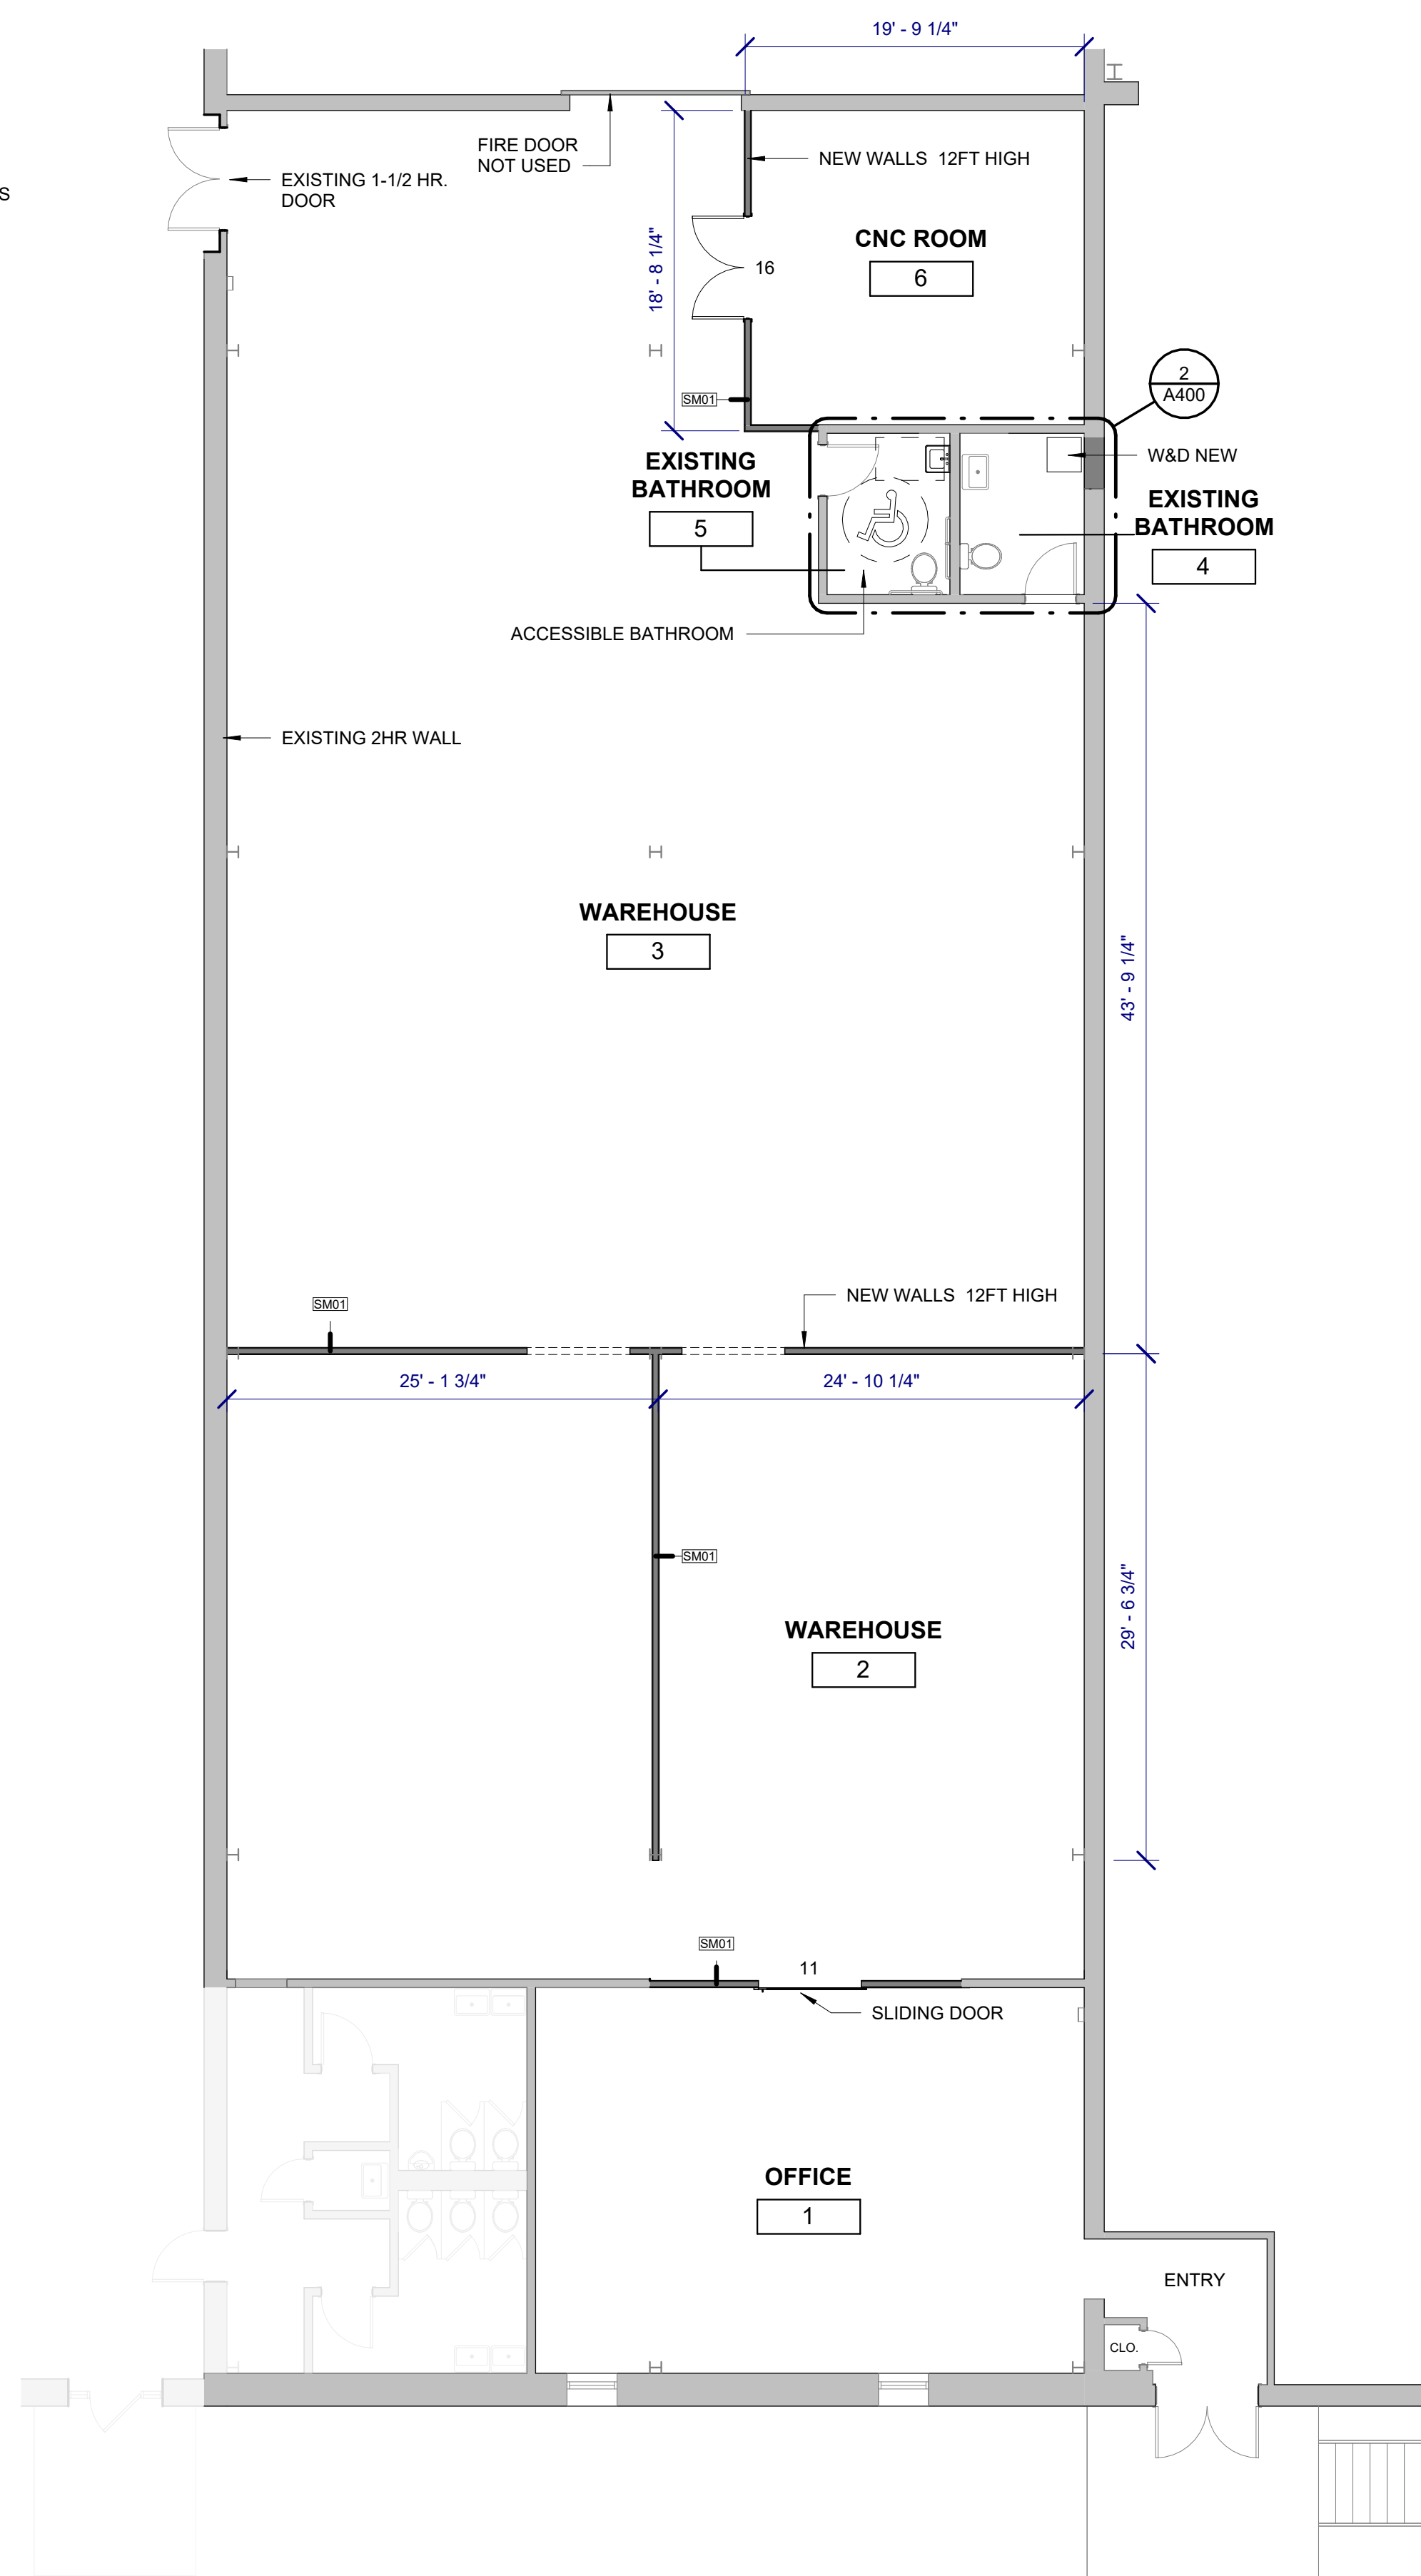 19' - 9 1/4"
FIRE DOOR
NOT USED
NEW WALLS  12FT HIGH
EXISTING 1-1/2 HR.
DOOR
S
CNC ROOM
6
18' - 8 1/4"
16
2
A400
SM01
W&D NEW
EXISTING
BATHROOM
5
EXISTING
BATHROOM
4
ACCESSIBLE BATHROOM
EXISTING 2HR WALL
WAREHOUSE
3
43' - 9 1/4"
NEW WALLS  12FT HIGH
SM01
25' - 1 3/4"
24' - 10 1/4"
SM01
29' - 6 3/4"
WAREHOUSE
2
SM01
11
SLIDING DOOR
OFFICE
1
ENTRY
CLO.